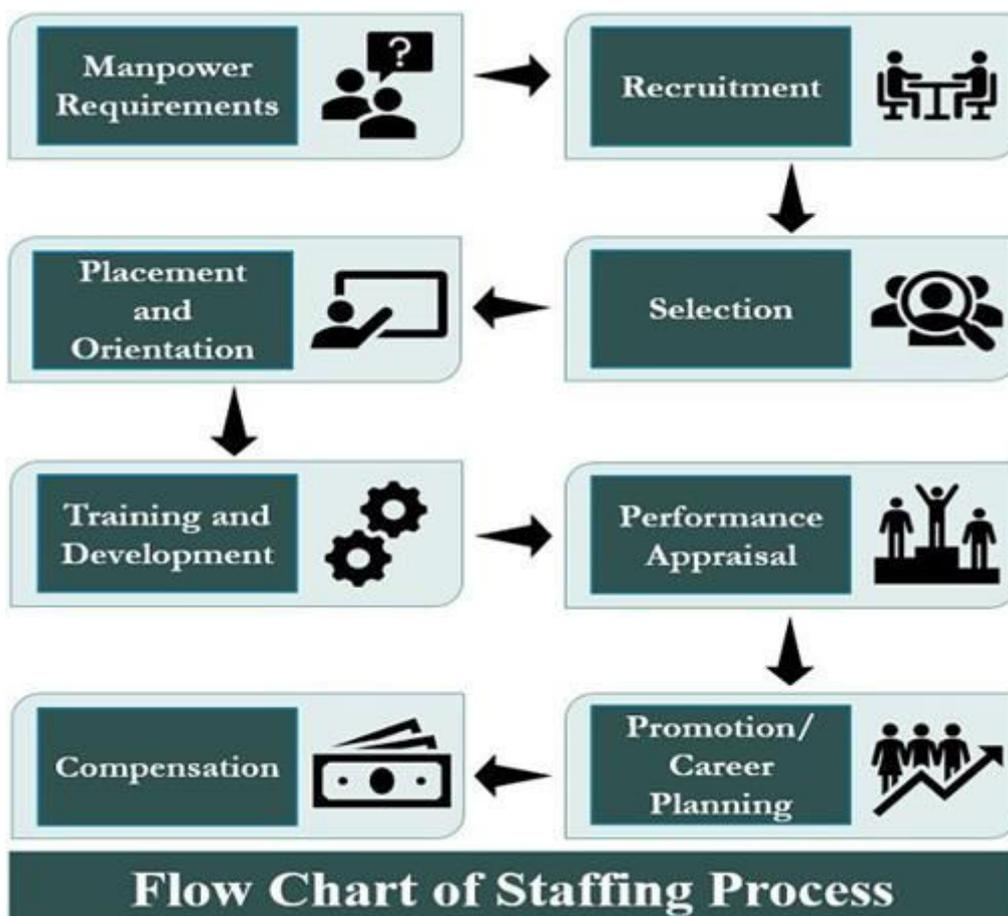 Manpower
Requirements
?
Recruitment
Selection
Placement
and
Orientation
Training and
Development
Performance
Appraisal
Promotion/
Career
Planning
Compensation
Flow Chart of Staffing Process